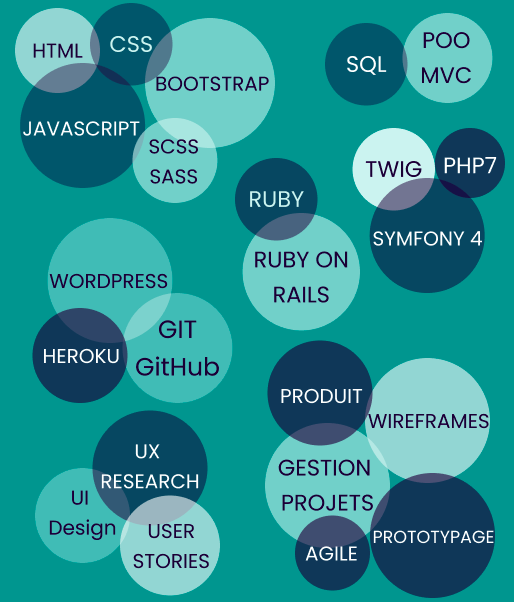 HTML
CSS
BOOTSTRAP
JAVASCRIPT
SCSS
SASS
SQL
POO
MVC
TWIG
PHP7
SYMFONY 4
RUBY
RUBY ON
RAILS
WORDPRESS
GIT
GitHub
HEROKU
PRODUIT
WIREFRAMES
GESTION
PROJETS
AGILE
PROTOTYPAGE
UX
RESEARCH
UI
Design
USER
STORIES